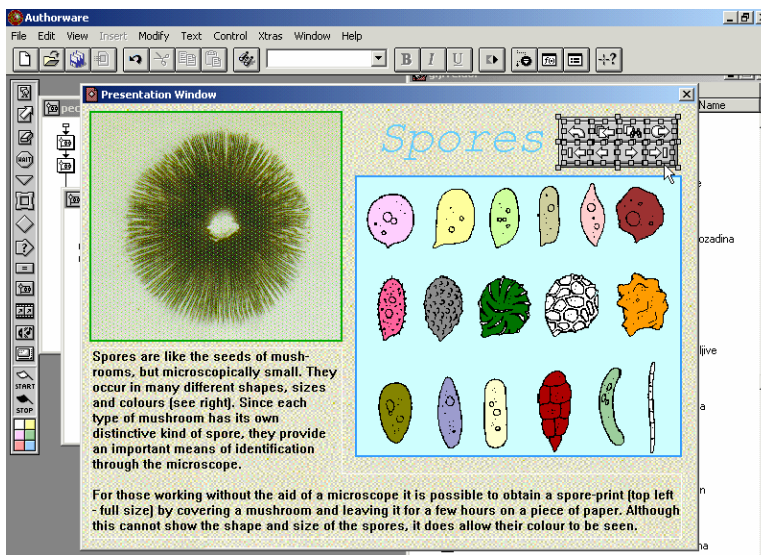 Authorware
File Edit View Insert Modify Text Control Xtras Window Help
B I U
Presentation Window
Name
Spores
ozadina
WAIT
ljive
START
STOP
Spores are like the seeds of mush-
rooms, but microscopically small. They
occur in many different shapes, sizes
and colours (see right). Since each
type of mushroom has its own
distinctive kind of spore, they provide
an important means of identification
through the microscope.
For those working without the aid of a microscope it is possible to obtain a spore-print (top left
- full size) by covering a mushroom and leaving it for a few hours on a piece of paper. Although
this cannot show the shape and size of the spores, it does allow their colour to be seen.